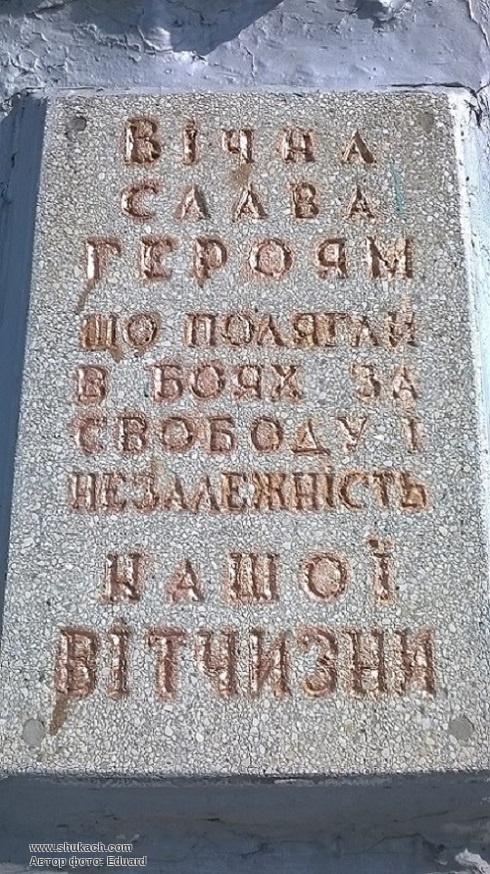 Вічна
слава
героям
що полягли
в боях за
свободу і
незалежність
нашої
вітчизни
www.shukach.com
Автор фото: Eduard